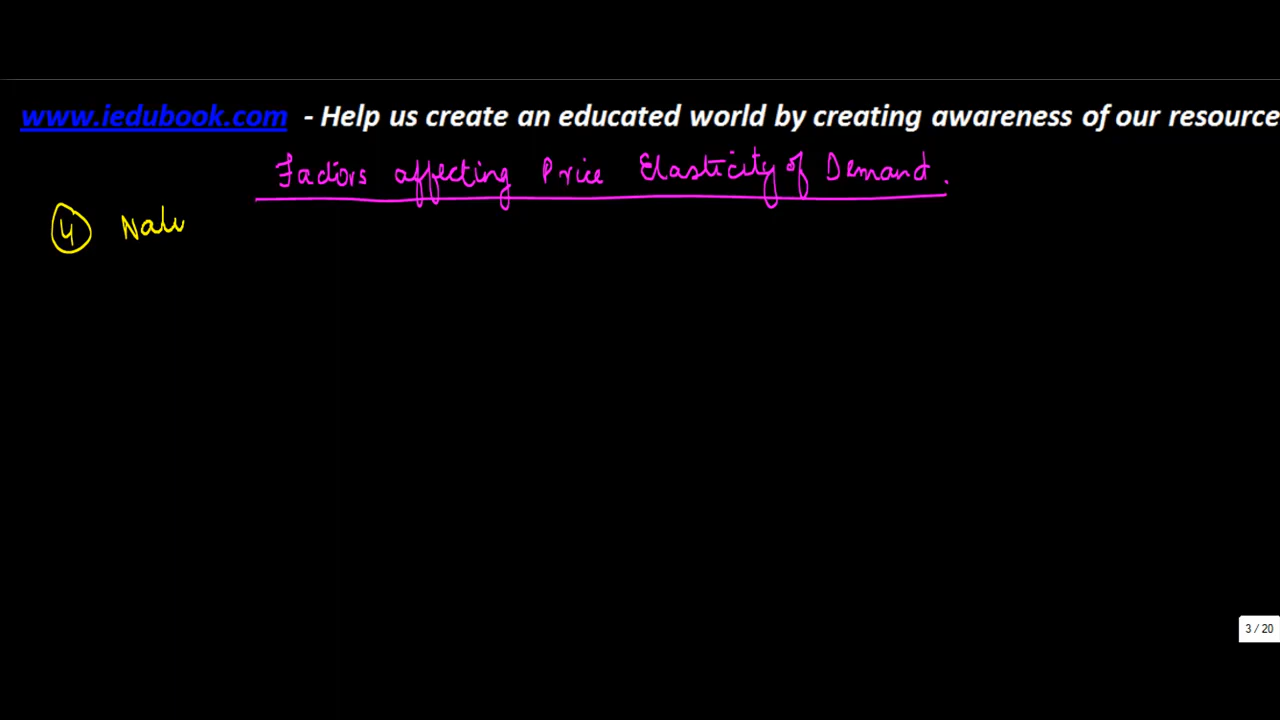 www.iedubook.com - Help us create an educated world by creating awareness of our resource
Factors affecting Price Elasticity of Demand.
4 Natu
3 / 20